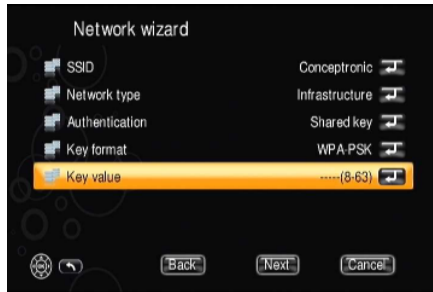 Network wizard
SSID Conceptronic
Network type Infrastructure
Authentication Shared key
Key format WPA-PSK
Key value -----(8-63)
OK Back Next Cancel